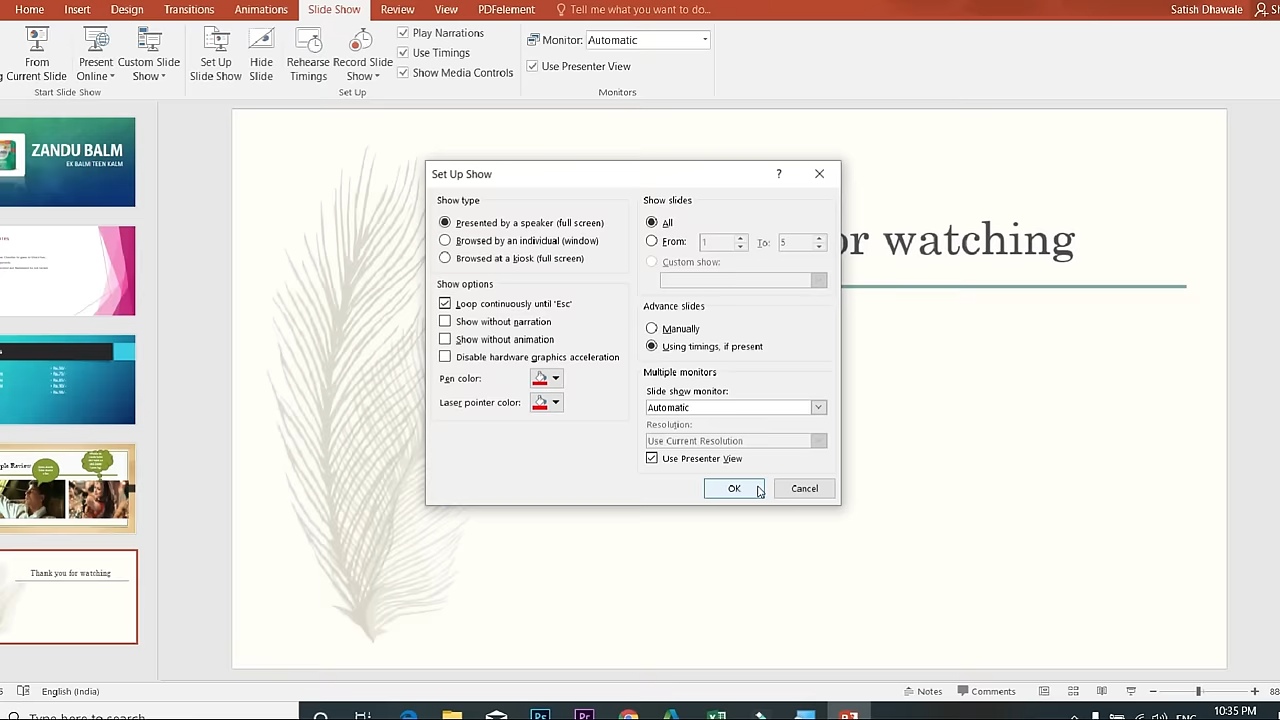 Home Insert Design Transitions Animations Slide Show Review View PDFelement Tell me what you want to do... Satish Dhawale
From Current Slide
Present Online
Custom Slide Show
Set Up Slide Show
Hide Slide
Rehearse Timings
Record Slide Show
Play Narrations
Use Timings
Show Media Controls
Monitor: Automatic
Use Presenter View
Start Slide Show Set Up Monitors
ZANDU BALM
EK BALM TEEN KALM
Thank you for watching
or watching
Set Up Show ?
Show type
Presented by a speaker (full screen)
Browsed by an individual (window)
Browsed at a kiosk (full screen)
Show options
Loop continuously until 'Esc'
Show without narration
Show without animation
Disable hardware graphics acceleration
Pen color:
Laser pointer color:
Show slides
All
From: 1 To: 5
Custom show:
Advance slides
Manually
Using timings, if present
Multiple monitors
Slide show monitor:
Automatic
Resolution:
Use Current Resolution
Use Presenter View
OK Cancel
English (India) Notes Comments 88
Type here to search ENG 10:35 PM